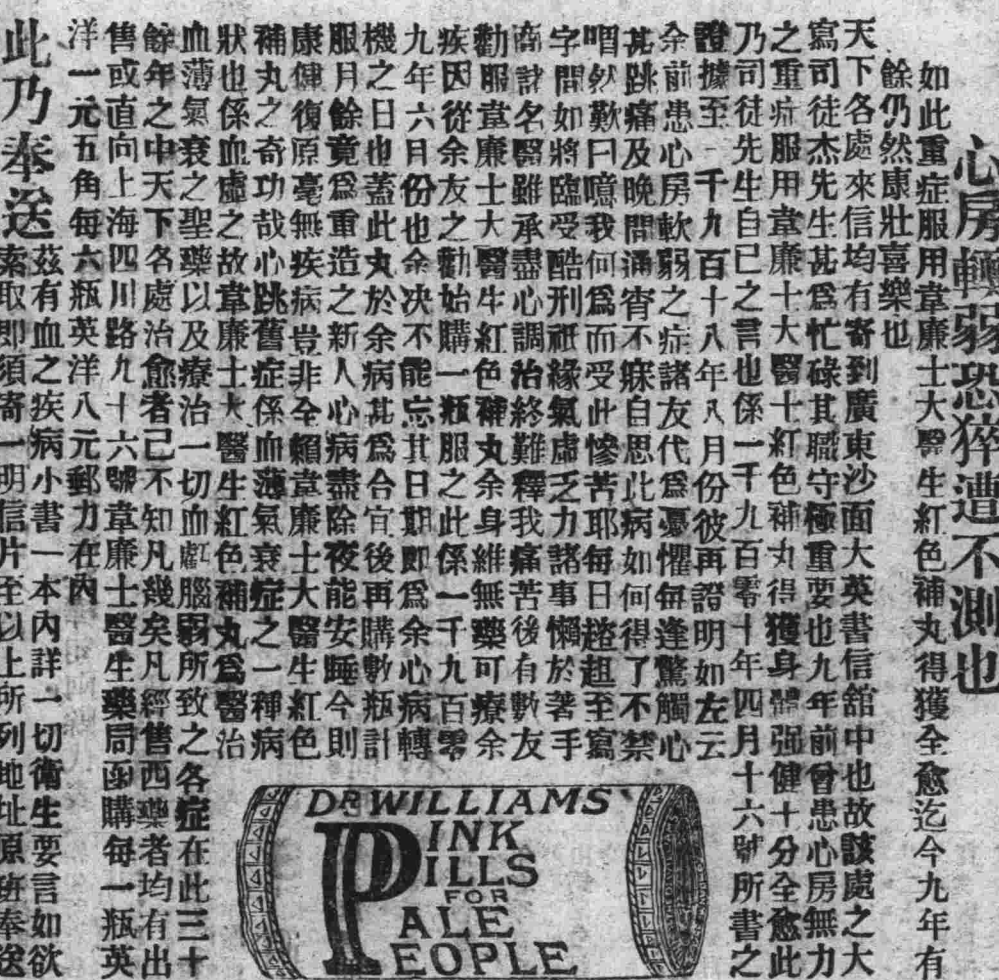 心房輭弱恐猝遭不測也
如此重症服用韋廉士大醫生紅色補丸得獲全愈迄今九年有
餘仍然康壯喜樂也
天下各處來信均有寄到廣東沙面大英書信舘中也故該處之大
寫司徒杰先生甚爲忙碌其職守極重要也九年前曾患心房無力
之重症服用韋廉士大醫士紅色補丸得獲身體强健十分全愈此
乃司徒先生自己之言也係一千九百零十年四月十六號所書之
證據至一千九百十八年八月份彼再證明如左云
余前患心房軟弱之症諸友代爲憂懼每逢驚觸心
甚跳痛及晚間通宵不寐自思此病如何得了不禁
喟然歎曰噫我何爲而受此慘苦耶每日趦趄至寫
字間如將臨受酷刑祇緣氣虛乏力諸事懶於著手
商諸名醫雖承盡心調治終難釋我痛苦後有數友
勸服韋廉士大醫生紅色補丸余身維無藥可療余
疾因從余友之勸始購一瓶服之此係一千九百零
九年六月份也余决不能忘其日期即爲余心病轉
機之日也蓋此丸於余病甚爲合宜後再購數瓶計
服月餘竟爲重造之新人心病盡除夜能安睡今則
康健復原毫無疾病豈非全賴韋廉士大醫生紅色
補丸之奇功哉心跳舊症係血薄氣衰症之一種病
狀也係血虛之故韋廉士大醫生紅色補丸爲醫治
血薄氣衰之聖藥以及療治一切血虧腦弱所致之各症在此三十
餘年之中天下各處治愈者已不知凡幾矣凡經售西藥者均有出
售或直向上海四川路九十六號韋廉士醫生藥局函購每一瓶英
洋一元五角每六瓶英洋八元郵力在內
此乃奉送
茲有血之疾病小書一本內詳一切衛生要言如欲
索取即須寄一明信片至以上所列地址原班奉送
DR WILLIAMS
PINK
PILLS
FOR
PALE
PEOPLE